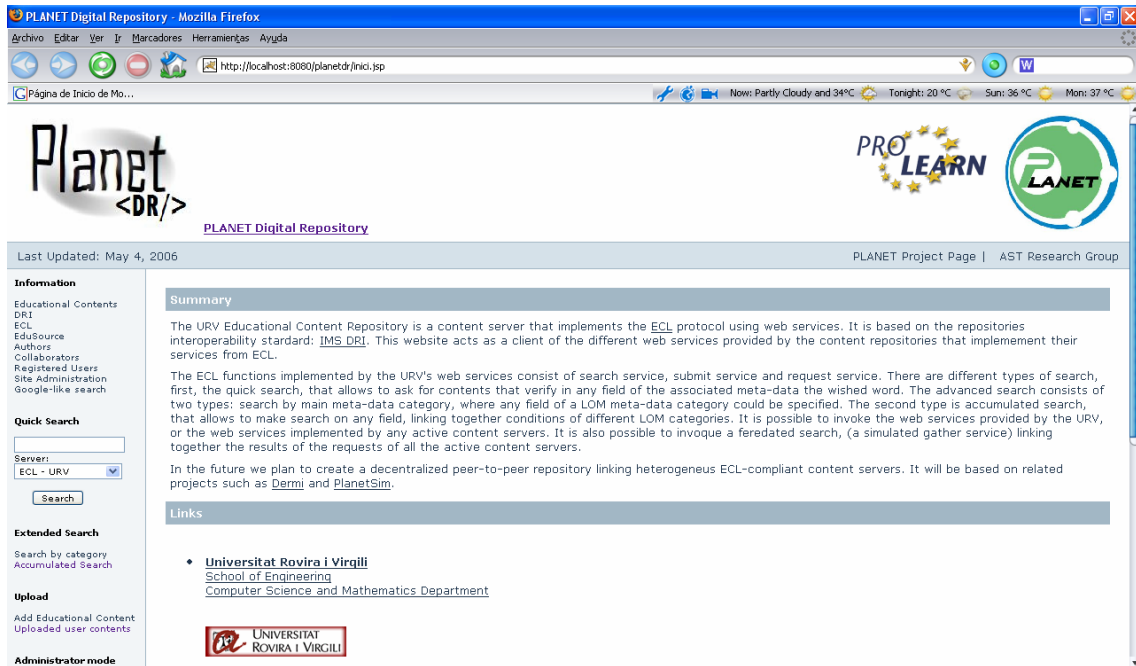 PLANET Digital Repository - Mozilla Firefox
Archivo Editar Ver Ir Marcadores Herramientas Ayuda
http://localhost:8080/planetdr/inici.jsp
W
G Página de Inicio de Mo...
Now: Partly Cloudy and 34°C Tonight: 20 °C Sun: 36 °C Mon: 37 °C
Planet
<DR/>
PLANET Digital Repository
PRO
LEARN
PLANET
Last Updated: May 4, 2006
PLANET Project Page | AST Research Group
Information
Educational Contents
DRI
ECL
EduSource
Authors
Collaborators
Registered Users
Site Administration
Google-like search
Quick Search
Server:
ECL - URV
Search
Extended Search
Search by category
Accumulated Search
Upload
Add Educational Content
Uploaded user contents
Administrator mode
Summary
The URV Educational Content Repository is a content server that implements the ECL protocol using web services. It is based on the repositories
interoperability stardard: IMS DRI. This website acts as a client of the different web services provided by the content repositories that implemement their
services from ECL.
The ECL functions implemented by the URV's web services consist of search service, submit service and request service. There are different types of search,
first, the quick search, that allows to ask for contents that verify in any field of the associated meta-data the wished word. The advanced search consists of
two types: search by main meta-data category, where any field of a LOM meta-data category could be specified. The second type is accumulated search,
that allows to make search on any field, linking together conditions of different LOM categories. It is possible to invoke the web services provided by the URV,
or the web services implemented by any active content servers. It is also possible to invoque a feredated search, (a simulated gather service) linking
together the results of the requests of all the active content servers.
In the future we plan to create a decentralized peer-to-peer repository linking heterogeneus ECL-compliant content servers. It will be based on related
projects such as Dermi and PlanetSim.
Links
Universitat Rovira i Virgili
School of Engineering
Computer Science and Mathematics Department
UNIVERSITAT
ROVIRA I VIRGILI